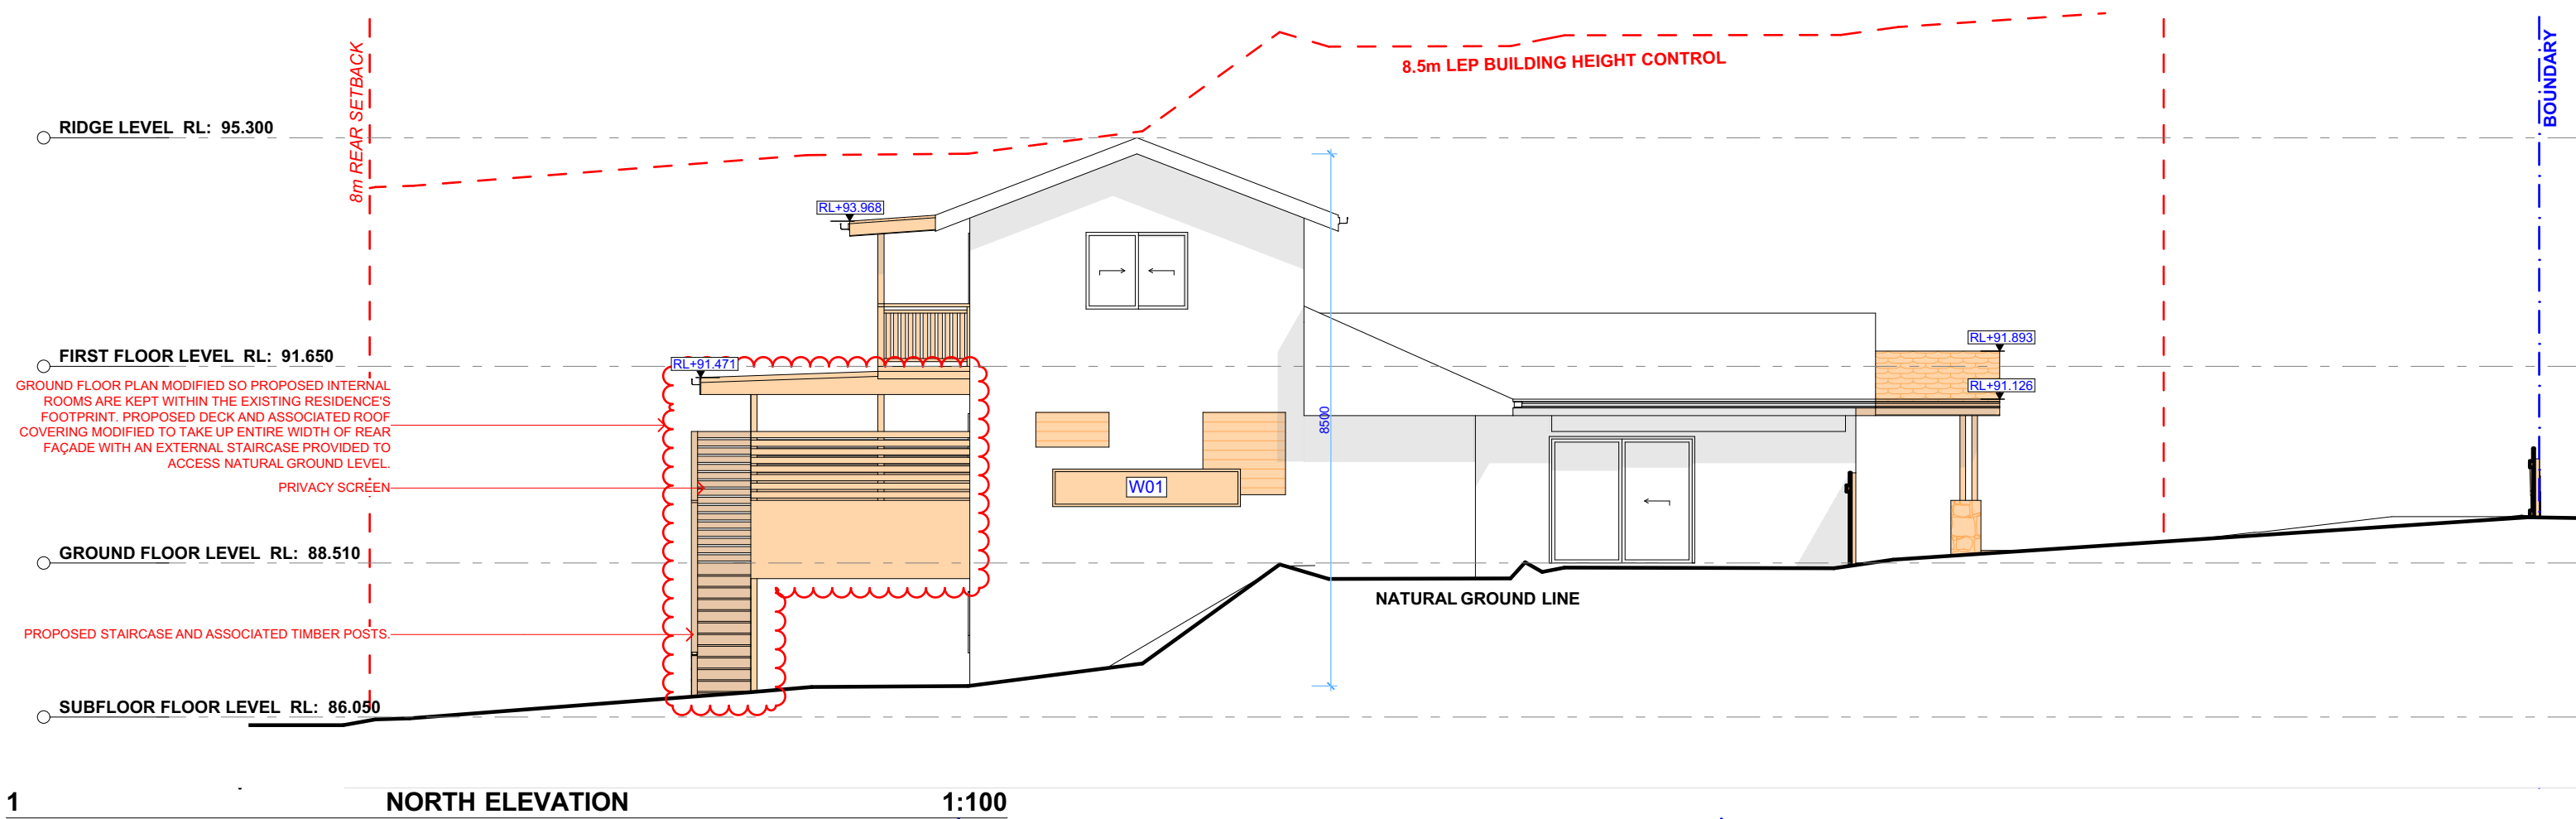 8m REAR SETBACK
8.5m LEP BUILDING HEIGHT CONTROL
BOUNDARY
RIDGE LEVEL RL: 95.300
RL+93.968
FIRST FLOOR LEVEL RL: 91.650
RL+91.471
RL+91.893
RL+91.126
GROUND FLOOR PLAN MODIFIED SO PROPOSED INTERNAL
ROOMS ARE KEPT WITHIN THE EXISTING RESIDENCE'S
FOOTPRINT. PROPOSED DECK AND ASSOCIATED ROOF
COVERING MODIFIED TO TAKE UP ENTIRE WIDTH OF REAR
FAÇADE WITH AN EXTERNAL STAIRCASE PROVIDED TO
ACCESS NATURAL GROUND LEVEL.
8500
PRIVACY SCREEN
W01
GROUND FLOOR LEVEL RL: 88.510
NATURAL GROUND LINE
PROPOSED STAIRCASE AND ASSOCIATED TIMBER POSTS.
SUBFLOOR FLOOR LEVEL RL: 86.050
1 NORTH ELEVATION 1:100